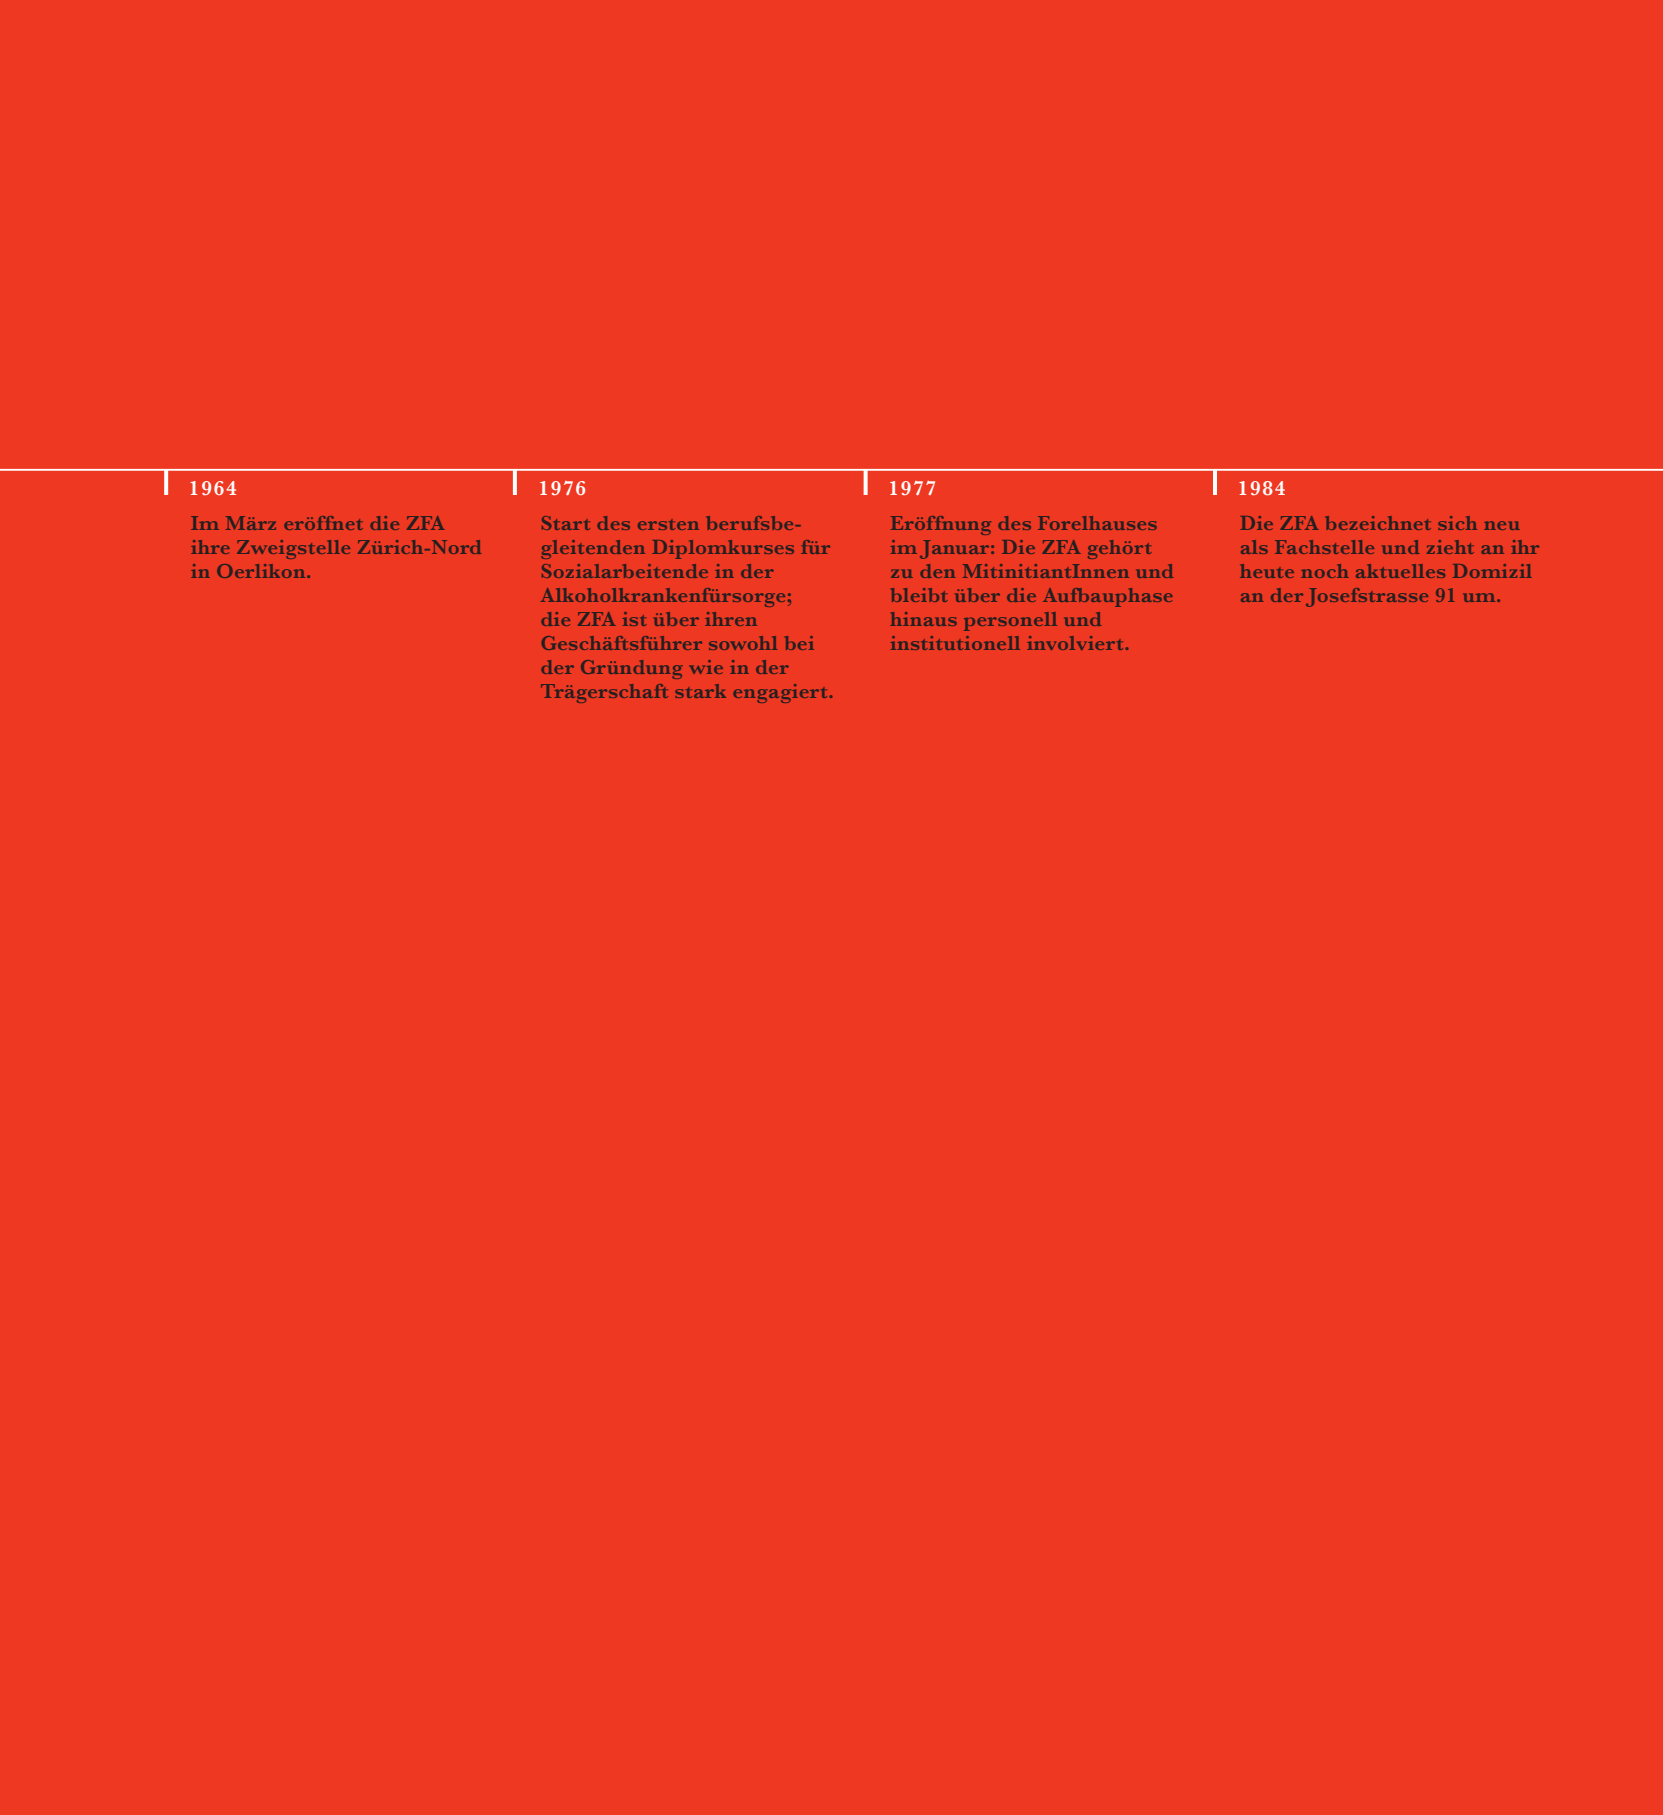 1964
Im März eröffnet die ZFA
ihre Zweigstelle Zürich-Nord
in Oerlikon.
1976
Start des ersten berufsbe-
gleitenden Diplomkurses für
Sozialarbeitende in der
Alkoholkrankenfürsorge;
die ZFA ist über ihren
Geschäftsführer sowohl bei
der Gründung wie in der
Trägerschaft stark engagiert.
1977
Eröffnung des Forelhauses
im Januar: Die ZFA gehört
zu den MitinitiantInnen und
bleibt über die Aufbauphase
hinaus personell und
institutionell involviert.
1984
Die ZFA bezeichnet sich neu
als Fachstelle und zieht an ihr
heute noch aktuelles Domizil
an der Josefstrasse 91 um.